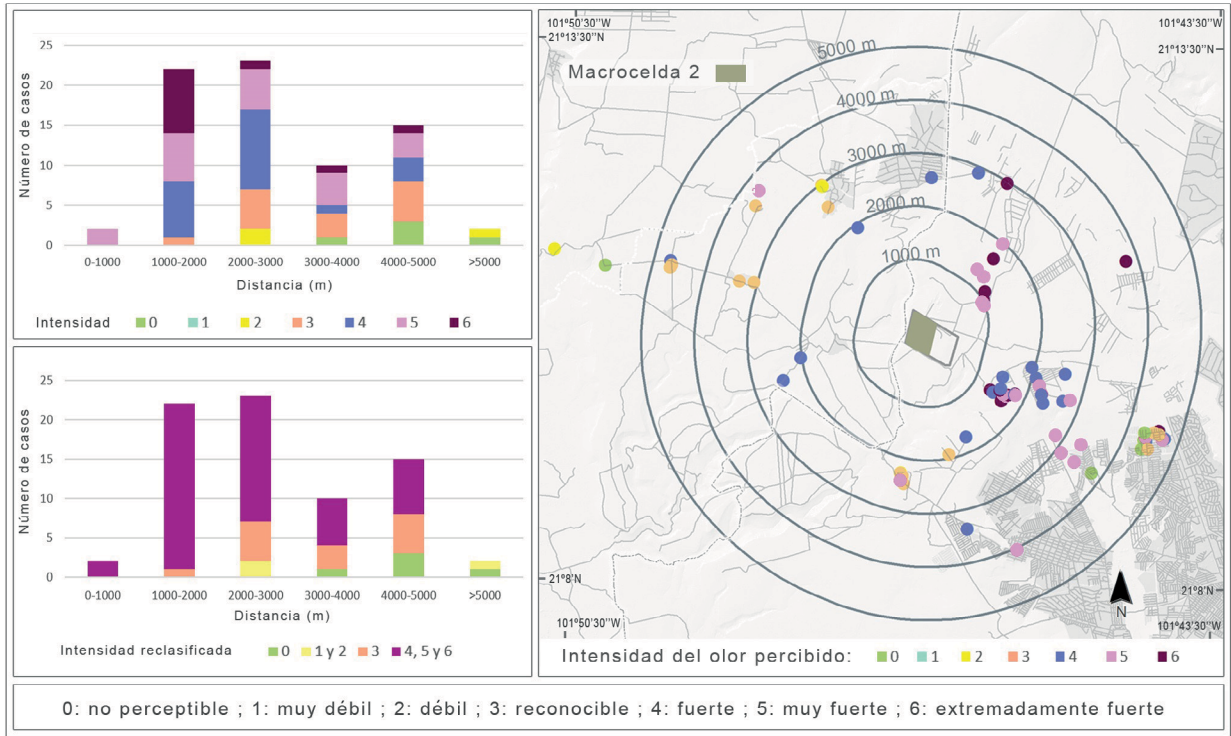 25
20
15
10
5
0
Número de casos
0-1000 1000-2000 2000-3000 3000-4000 4000-5000 >5000
Distancia (m)
Intensidad 0 1 2 3 4 5 6
25
20
15
10
5
0
Número de casos
0-1000 1000-2000 2000-3000 3000-4000 4000-5000 >5000
Distancia (m)
Intensidad reclasificada 0 1 y 2 3 4, 5 y 6
101°50'30''W
21°13'30''N
101°43'30''W
21°13'30''N
Macrocelda 2
5000 m
4000 m
3000 m
2000 m
1000 m
21°8'N
101°50'30''W
21°8'N
101°43'30''W
N
Intensidad del olor percibido: 0 1 2 3 4 5 6
0: no perceptible ; 1: muy débil ; 2: débil ; 3: reconocible ; 4: fuerte ; 5: muy fuerte ; 6: extremadamente fuerte